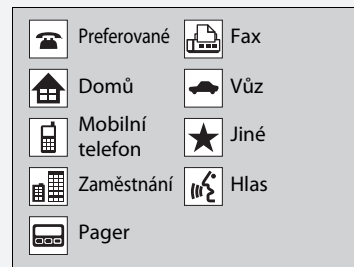 Preferované
Fax
Domů
Vůz
Mobilní
telefon
Jiné
Zaměstnání
Hlas
Pager